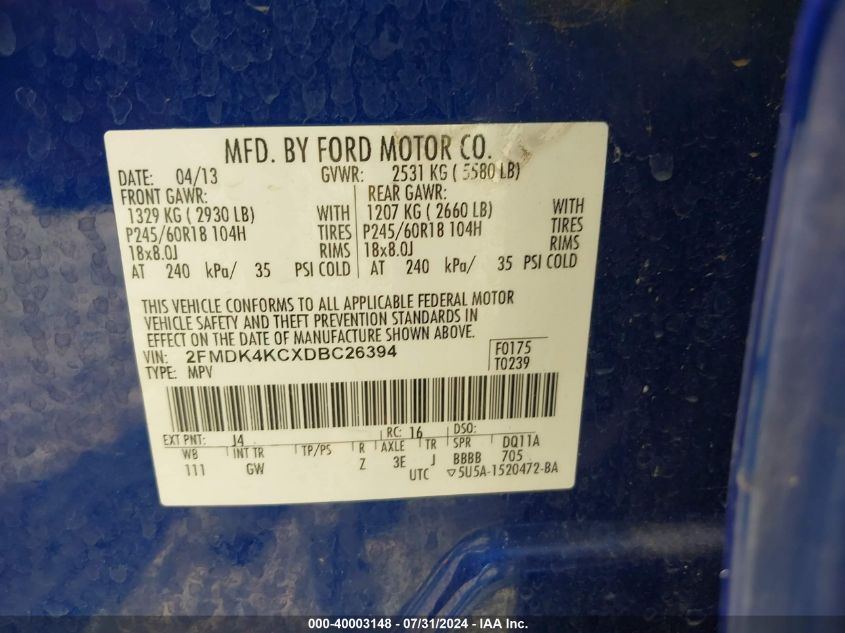 MFD. BY FORD MOTOR CO.
DATE: 04/13 GVWR: 2531 KG ( 5580 LB)
FRONT GAWR: REAR GAWR:
1329 KG ( 2930 LB) WITH 1207 KG ( 2660 LB) WITH
P245/60R18 104H TIRES P245/60R18 104H TIRES
18x8.0J RIMS 18x8.0J RIMS
AT 240 kPa/ 35 PSI COLD AT 240 kPa/ 35 PSI COLD
THIS VEHICLE CONFORMS TO ALL APPLICABLE FEDERAL MOTOR
VEHICLE SAFETY AND THEFT PREVENTION STANDARDS IN
EFFECT ON THE DATE OF MANUFACTURE SHOWN ABOVE.
VIN: 2FMDK4KCXDBC26394 F0175
TYPE: MPV T0239
EXT PNT: J4 RC: 16 DSO:
WB INT TR TP/PS R AXLE TR SPR DQ11A
111 GW Z 3E J BBBB 705
UTC ▽5U5A-1520472-BA
000-40003148 - 07/31/2024 - IAA Inc.